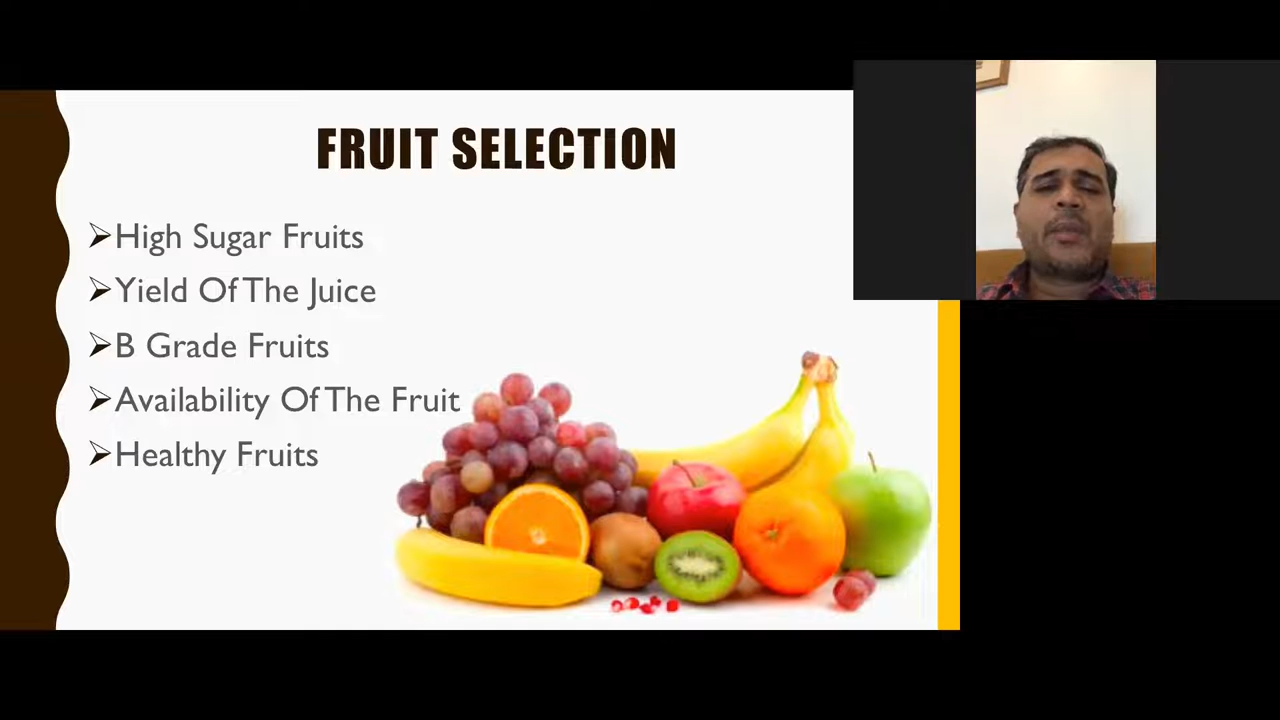 FRUIT SELECTION
High Sugar Fruits
Yield Of The Juice
B Grade Fruits
Availability Of The Fruit
Healthy Fruits